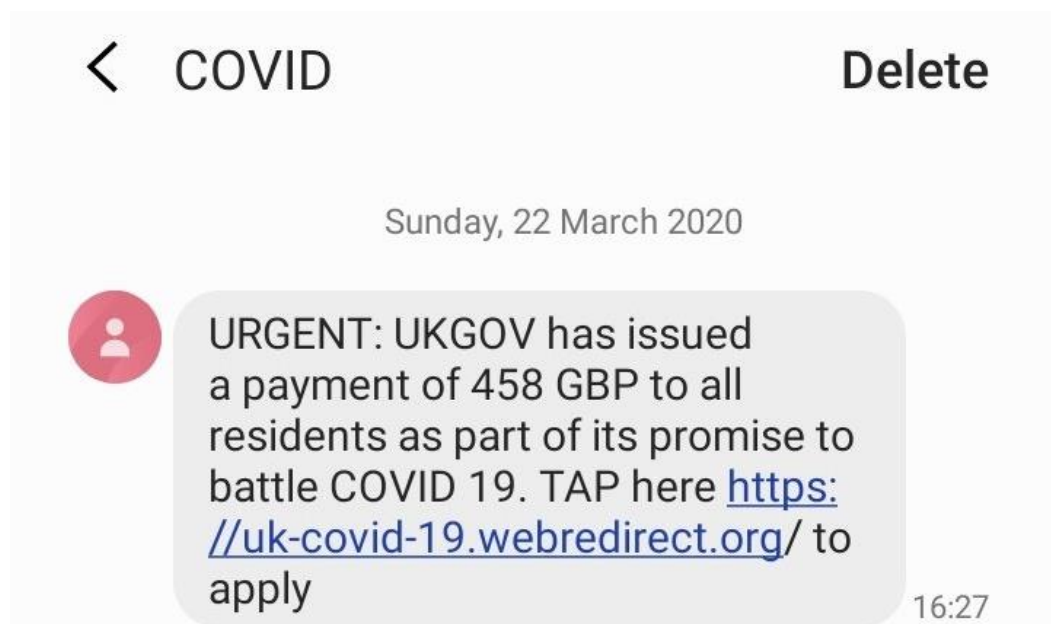 COVID
Delete
Sunday, 22 March 2020
URGENT: UKGOV has issued
a payment of 458 GBP to all
residents as part of its promise to
battle COVID 19. TAP here https:
//uk-covid-19.webredirect.org/ to
apply
16:27